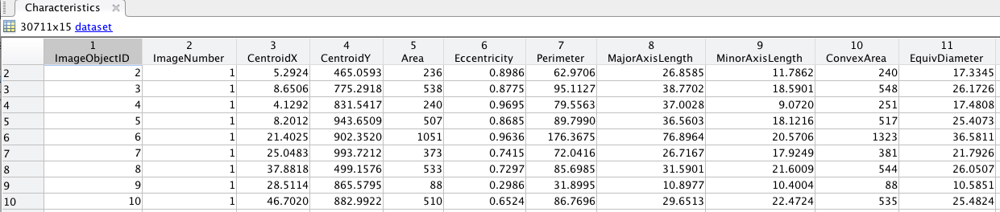 Characteristics
30711x15 dataset
1 2 3 4 5 6 7 8 9 10 11
ImageObjectID ImageNumber CentroidX CentroidY Area Eccentricity Perimeter MajorAxisLength MinorAxisLength ConvexArea EquivDiameter
2 2 1 5.2924 465.0593 236 0.8986 62.9706 26.8585 11.7862 240 17.3345
3 3 1 8.6506 775.2918 538 0.8775 95.1127 38.7702 18.5901 548 26.1726
4 4 1 4.1292 831.5417 240 0.9695 79.5563 37.0028 9.0720 251 17.4808
5 5 1 8.2012 943.6509 507 0.8685 89.7990 36.5603 18.1216 517 25.4073
6 6 1 21.4025 902.3520 1051 0.9636 176.3675 76.8964 20.5706 1323 36.5811
7 7 1 25.0483 993.7212 373 0.7415 72.0416 26.7167 17.9249 381 21.7926
8 8 1 37.8818 499.1576 533 0.7297 85.6985 31.5901 21.6009 544 26.0507
9 9 1 28.5114 865.5795 88 0.2986 31.8995 10.8977 10.4004 88 10.5851
10 10 1 46.7020 882.9922 510 0.6524 86.7696 29.6513 22.4724 535 25.4824